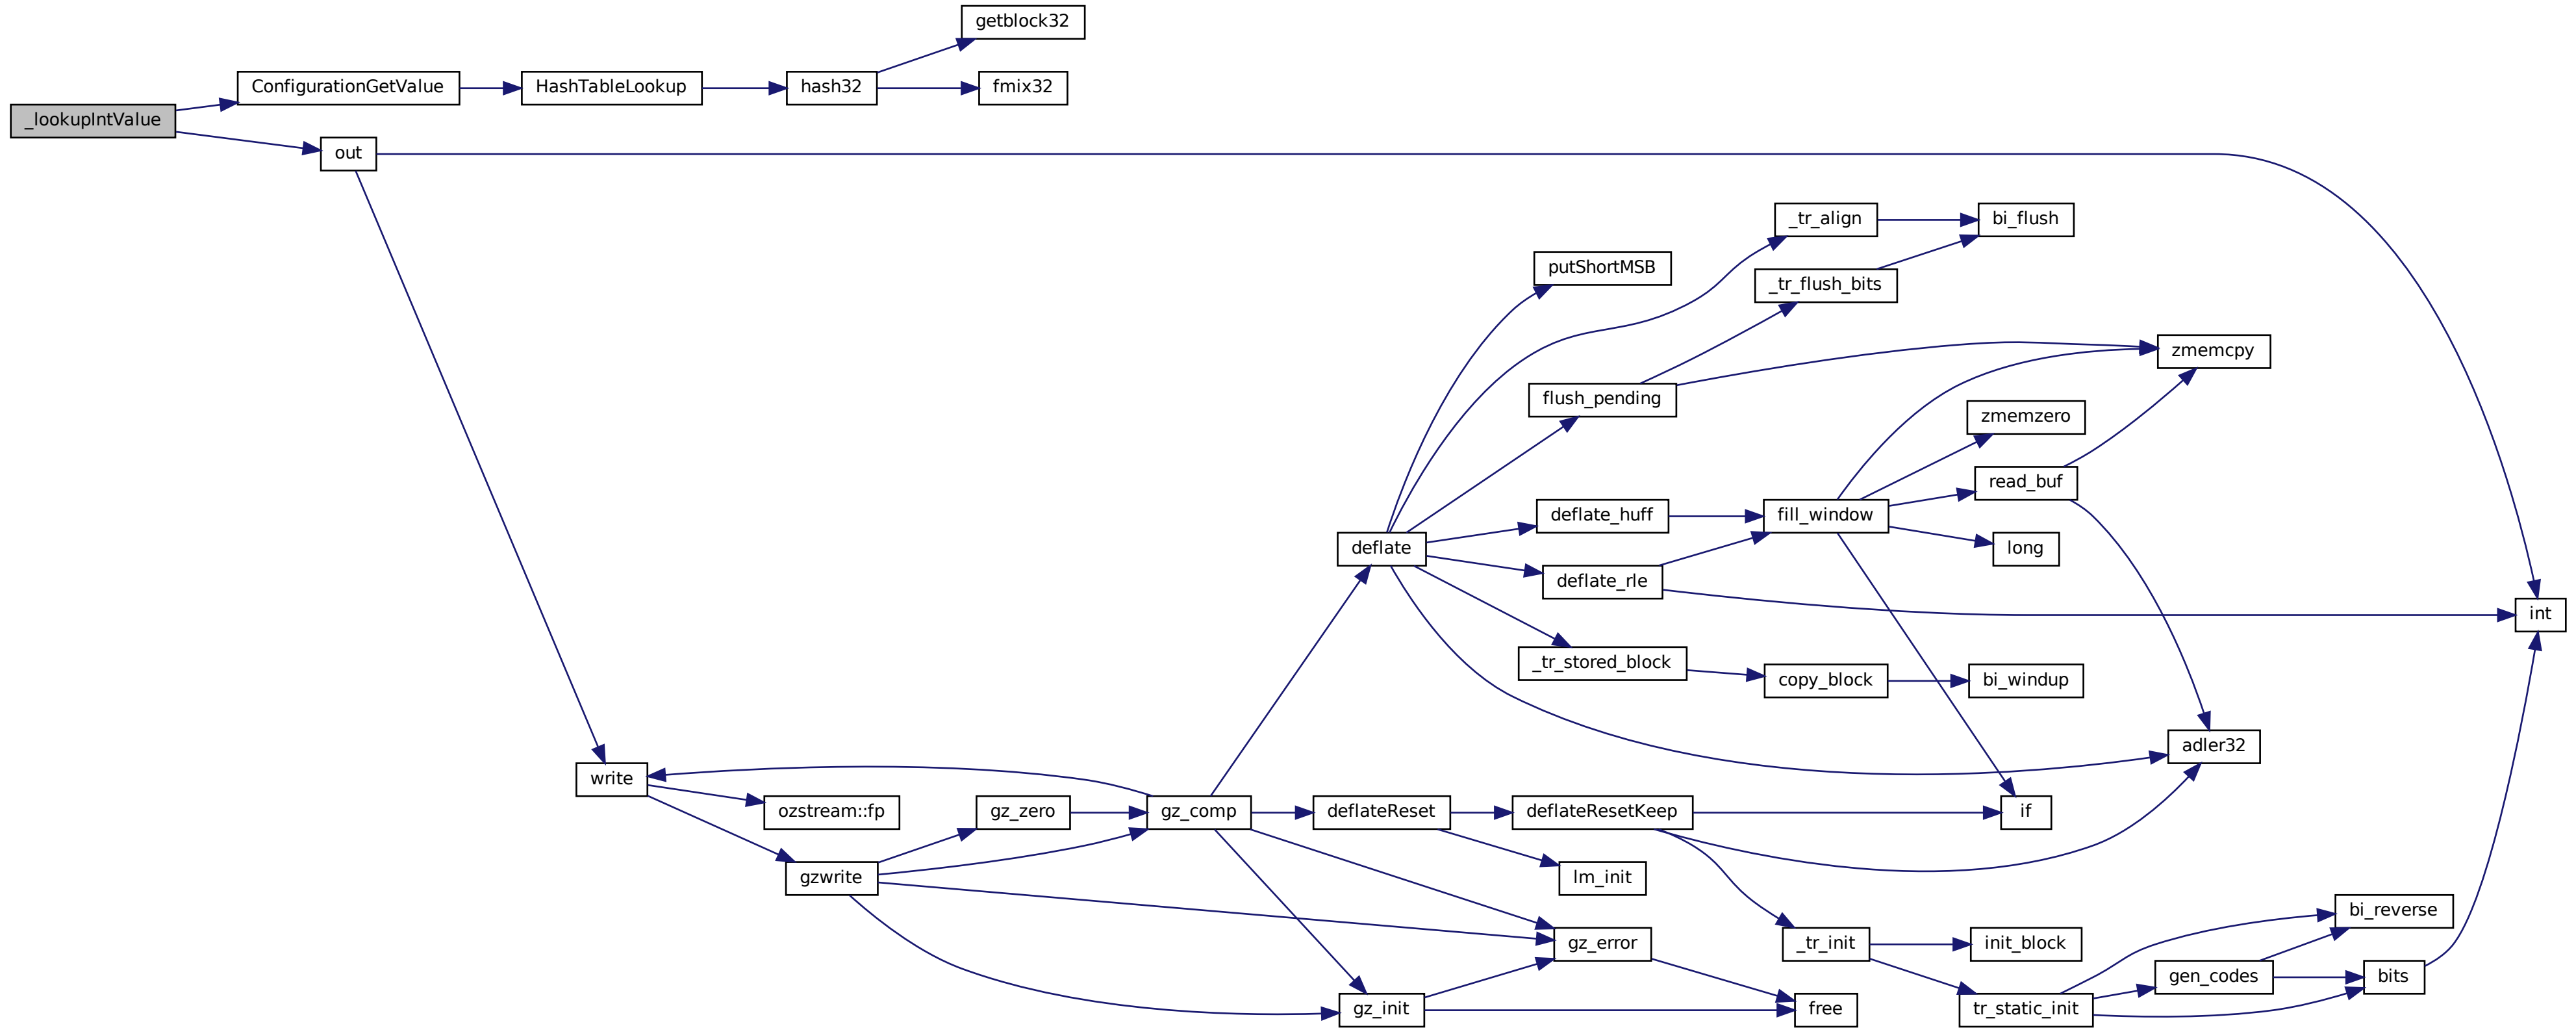 getblock32
ConfigurationGetValue
HashTableLookup
hash32
fmix32
_lookupIntValue
out
_tr_align
bi_flush
putShortMSB
_tr_flush_bits
zmemcpy
flush_pending
zmemzero
read_buf
deflate_huff
fill_window
deflate
long
deflate_rle
int
_tr_stored_block
copy_block
bi_windup
adler32
write
ozstream::fp
gz_zero
gz_comp
deflateReset
deflateResetKeep
if
gzwrite
lm_init
bi_reverse
gz_error
_tr_init
init_block
gen_codes
bits
gz_init
free
tr_static_init